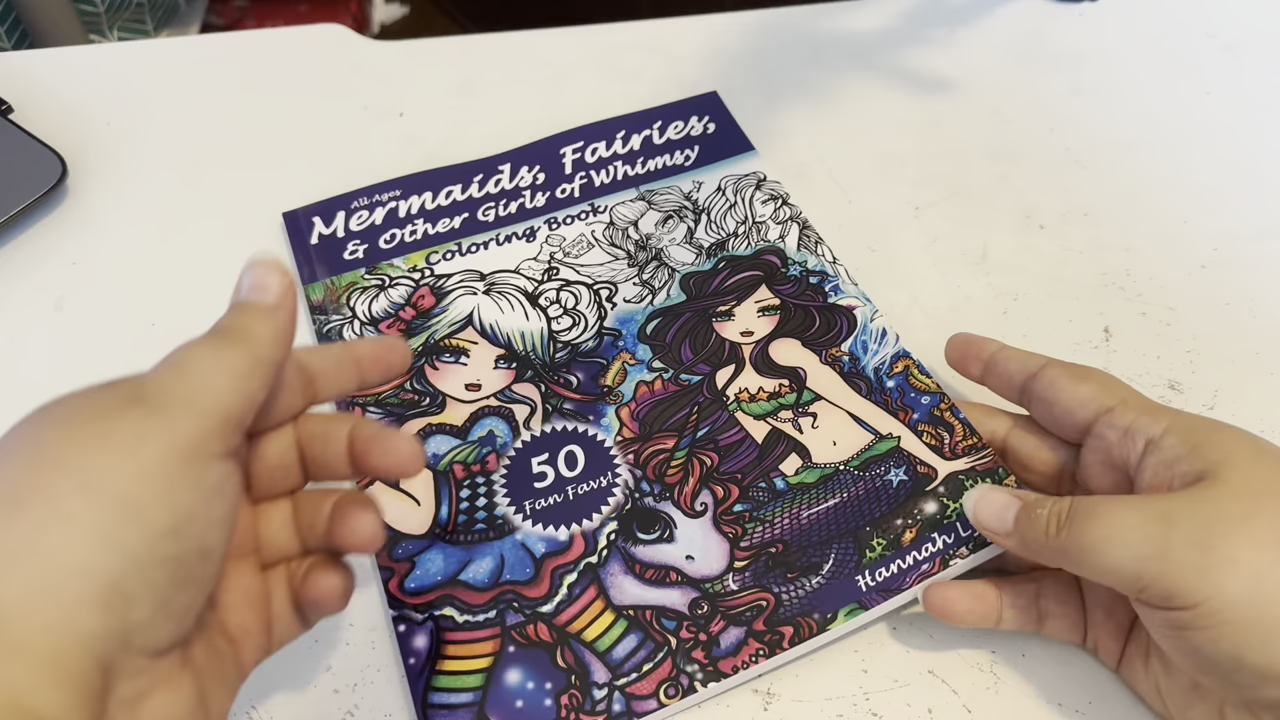 All Ages
Mermaids, Fairies,
& Other Girls of Whimsy
Coloring Book
50
Fan Favs!
Hannah L